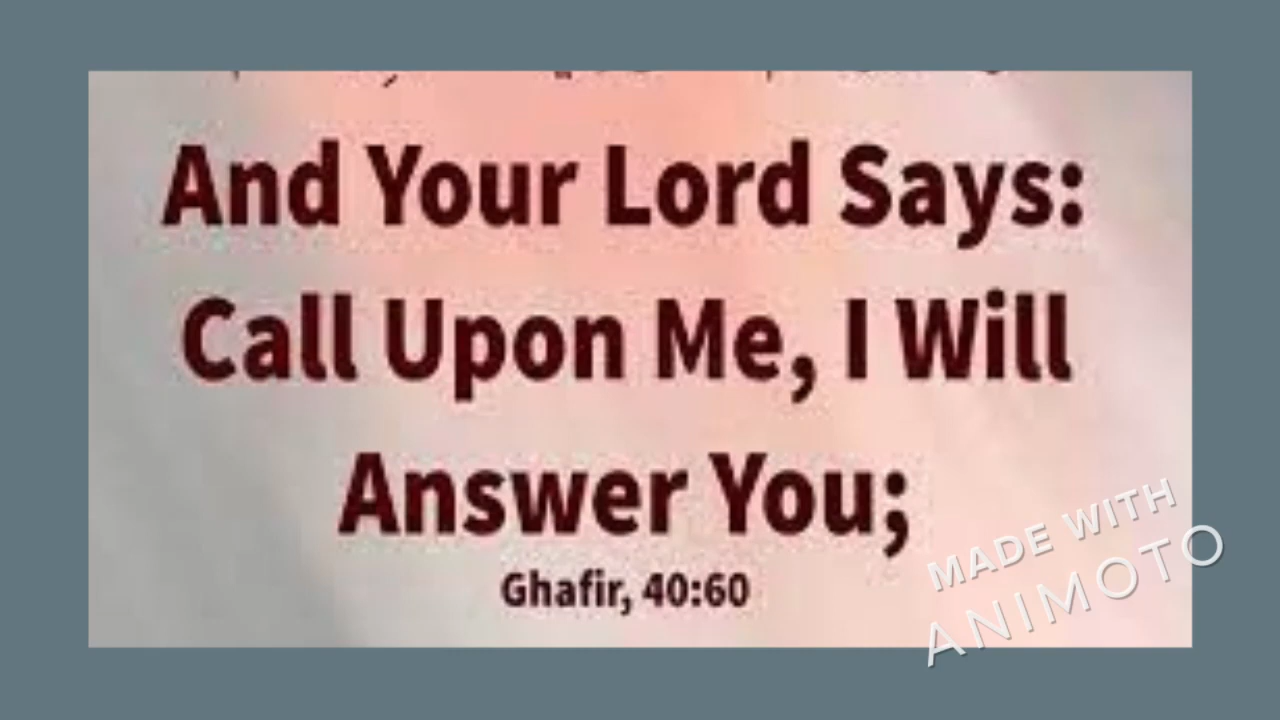 And Your Lord Says:
Call Upon Me, I Will
Answer You;
Ghafir, 40:60
MADE WITH
ANIMOTO